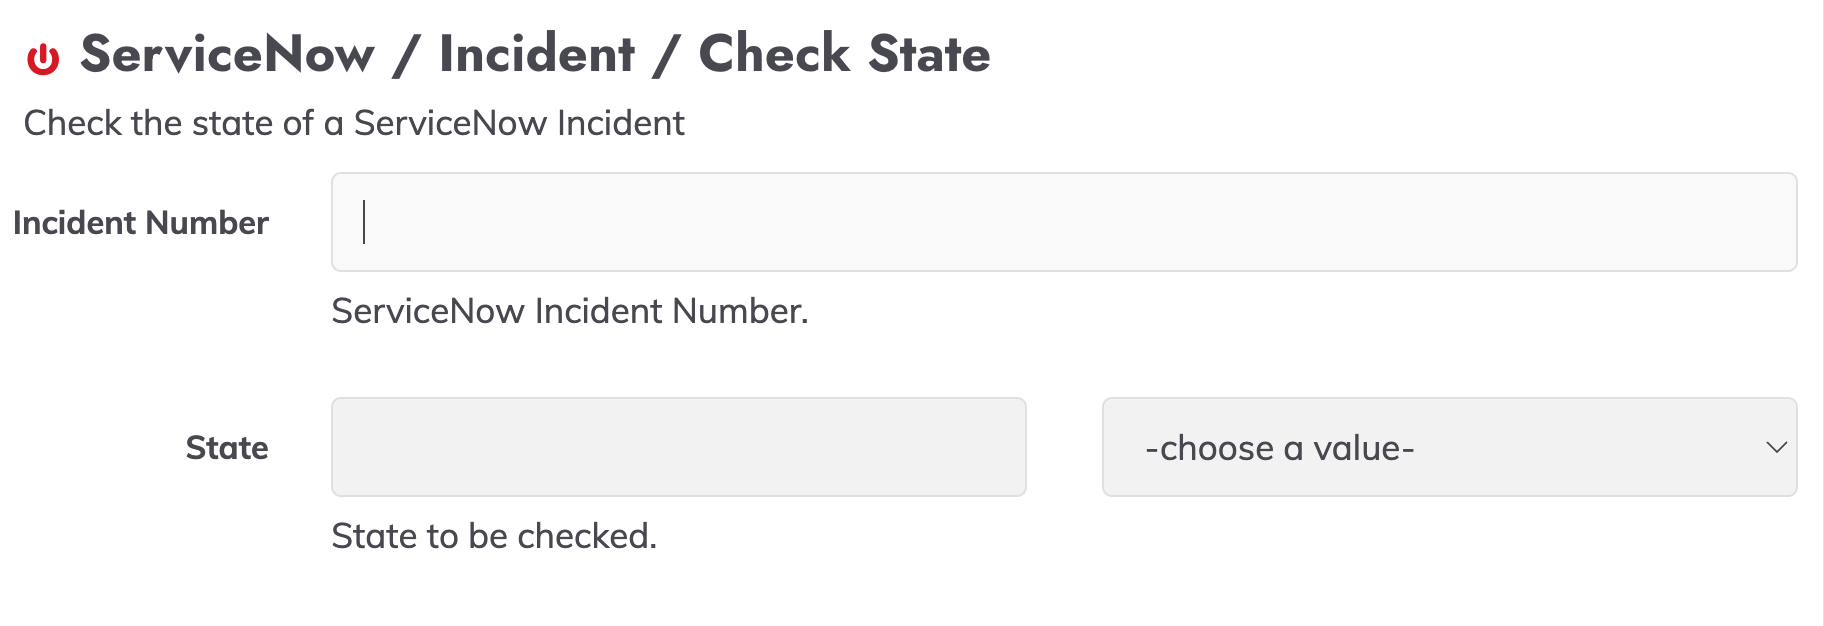 ServiceNow / Incident / Check State
Check the state of a ServiceNow Incident
Incident Number
ServiceNow Incident Number.
State
-choose a value-
State to be checked.